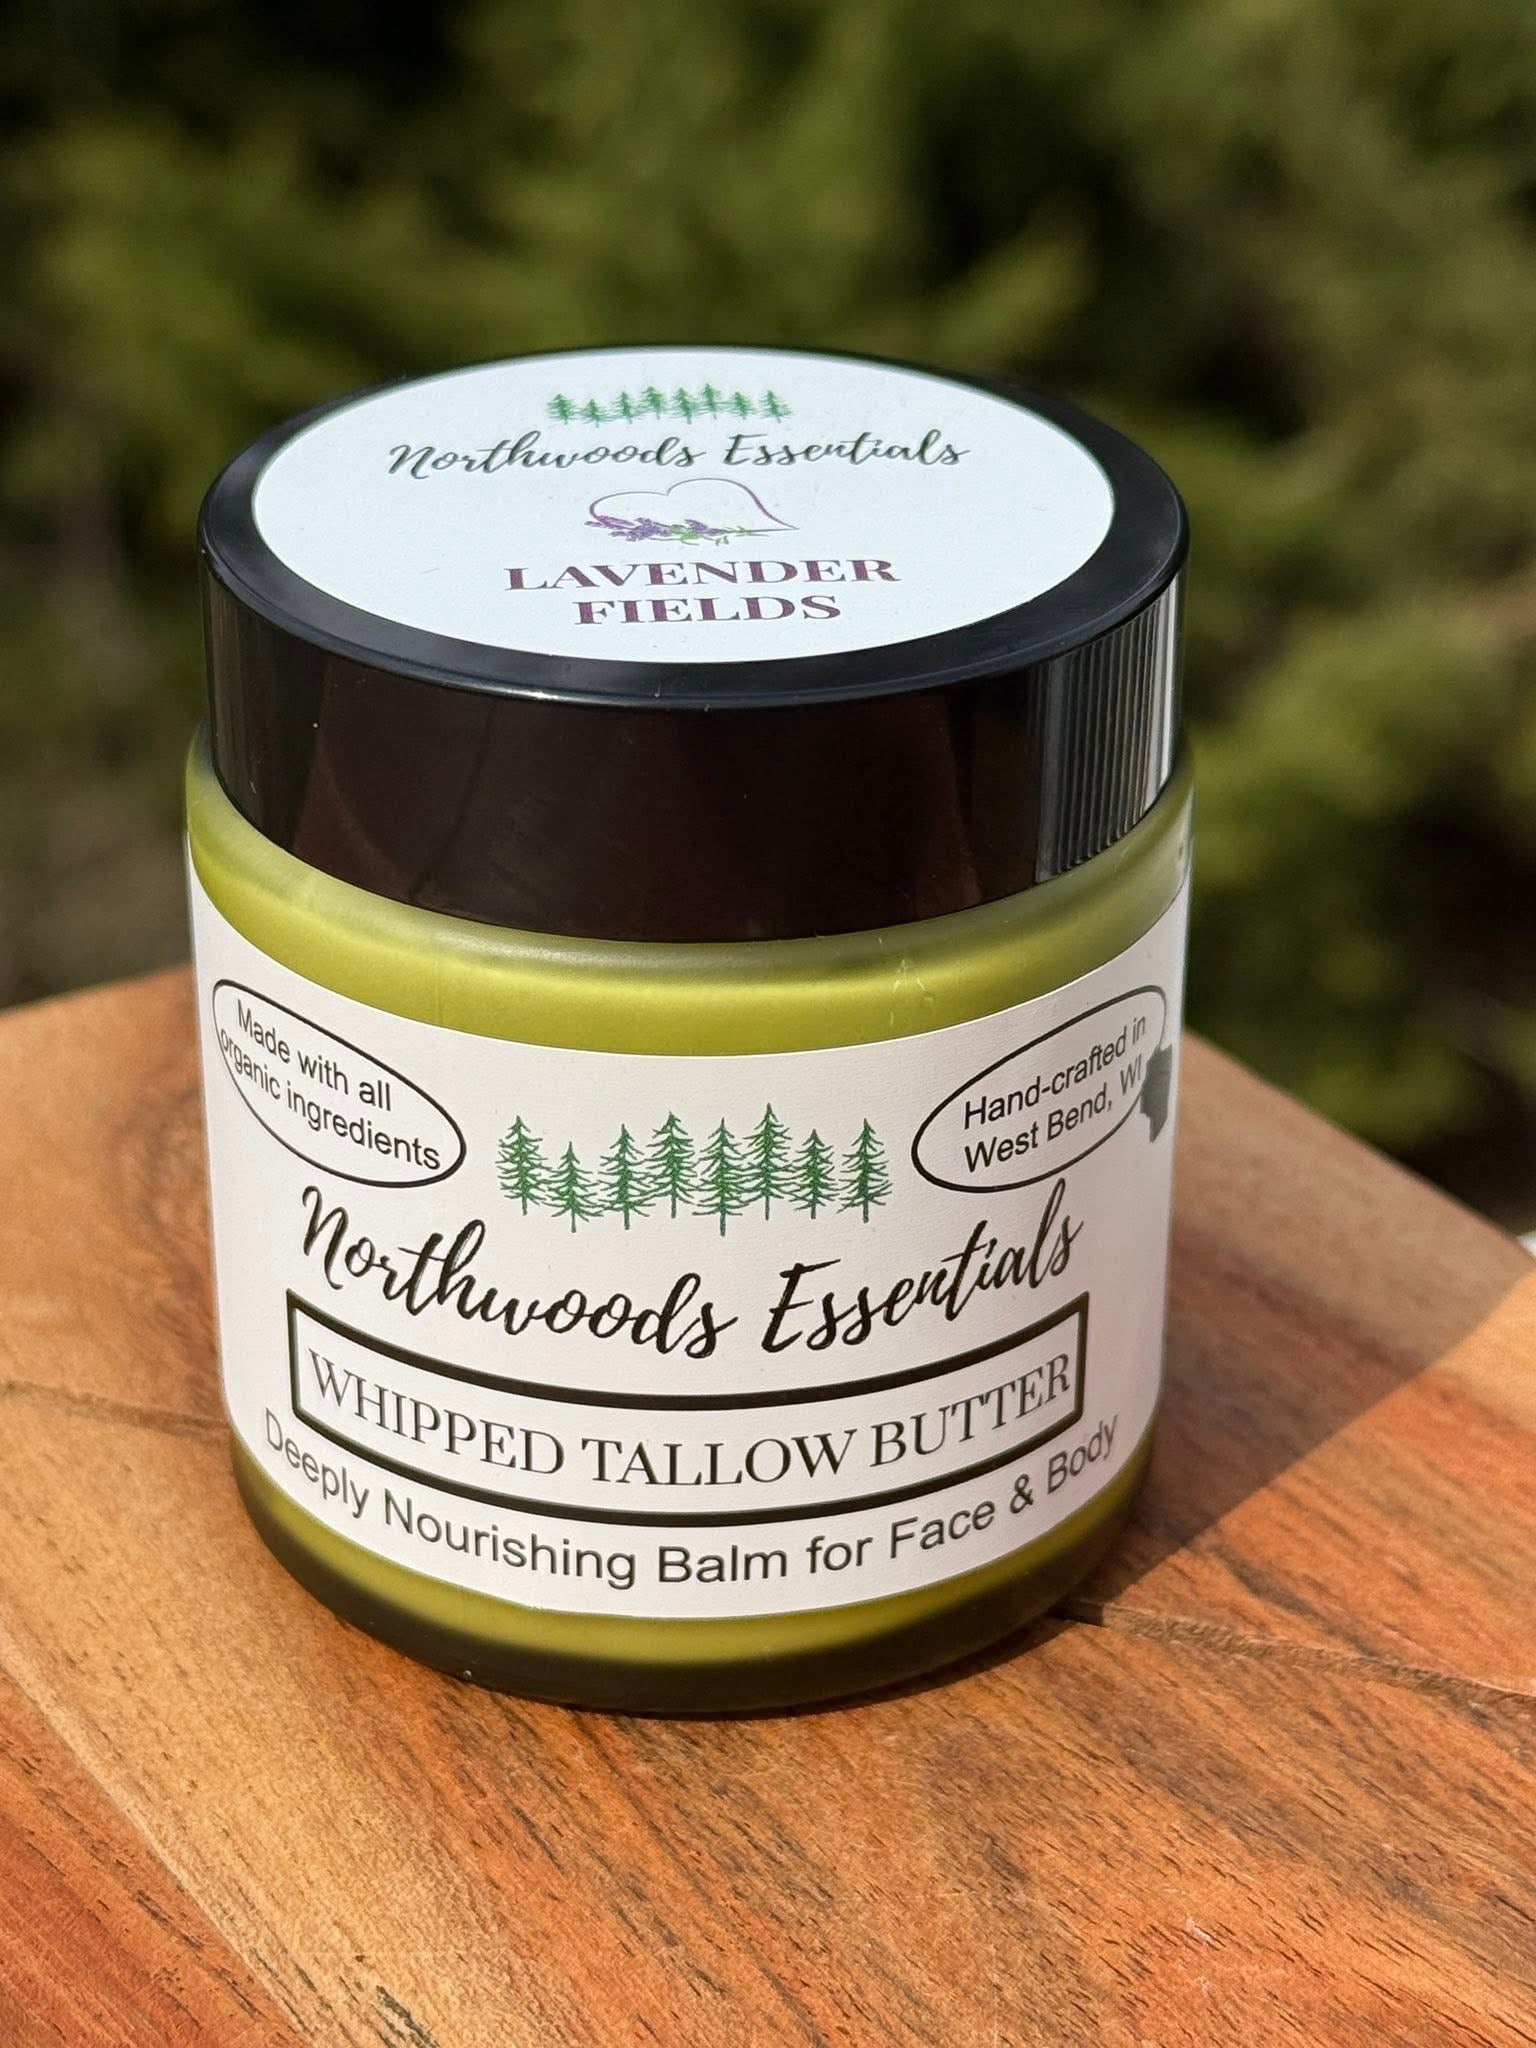 Northwoods Essentials
LAVENDER
FIELDS
Made with all
organic ingredients
Hand-crafted in
West Bend, WI
Northwoods Essentials
WHIPPED TALLOW BUTTER
Deeply Nourishing Balm for Face & Body